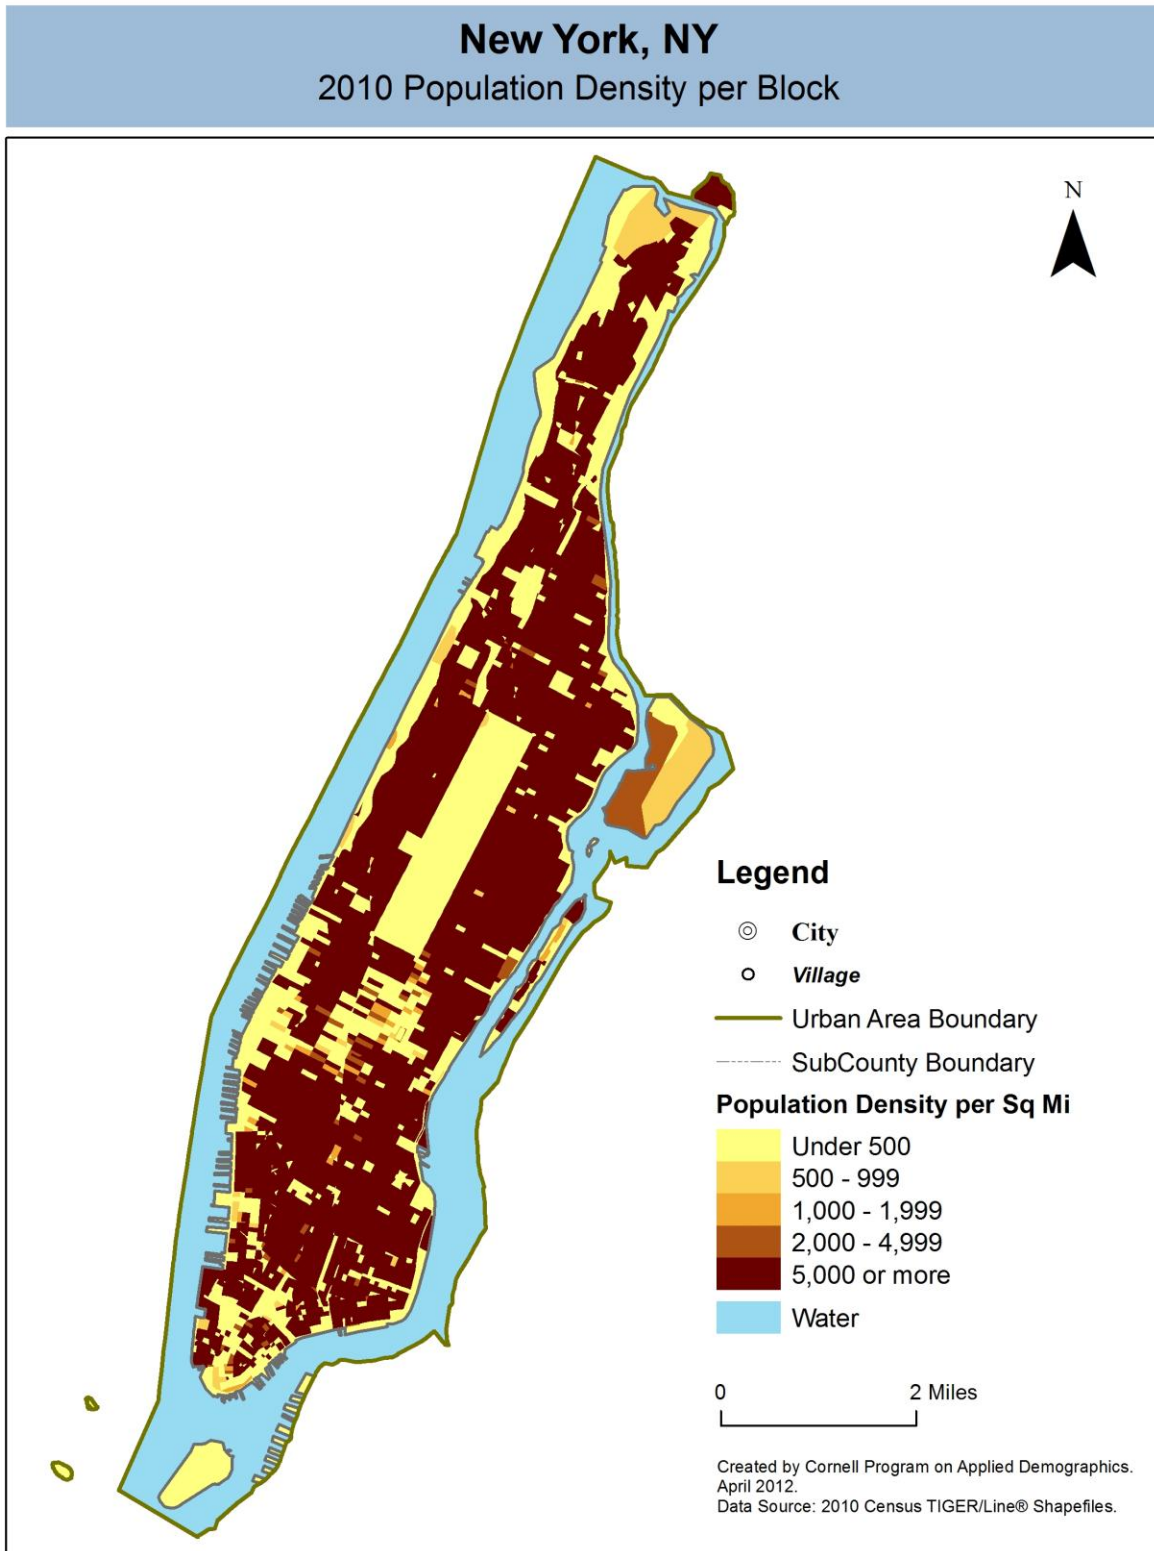 New York, NY
2010 Population Density per Block
N
Legend
City
Village
Urban Area Boundary
SubCounty Boundary
Population Density per Sq Mi
Under 500
500 - 999
1,000 - 1,999
2,000 - 4,999
5,000 or more
Water
0 2 Miles
Created by Cornell Program on Applied Demographics.
April 2012.
Data Source: 2010 Census TIGER/Line® Shapefiles.